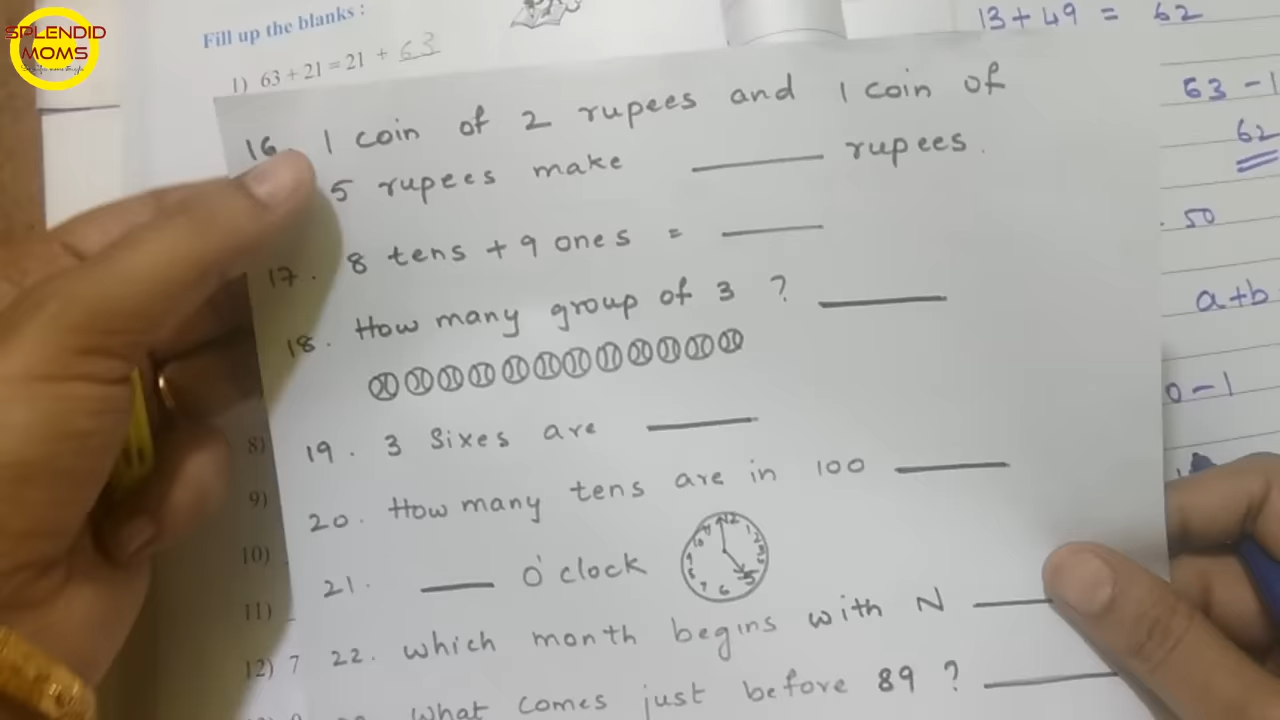 SPLENDID
MOMS
Fill up the blanks :
1) 63 + 21 = 21 + 63
13 + 49 = 62
63 - 1
62
50
a+b
0 - 1
16. 1 coin of 2 rupees and 1 coin of
5 rupees make ______ rupees.
17. 8 tens + 9 ones = ______
18. How many group of 3 ? ______
19. 3 Sixes are ______
20. How many tens are in 100 ______
21. ____ O'clock
22. Which month begins with N ____
What comes just before 89 ? ______
8)
9)
10)
11)
12) 7